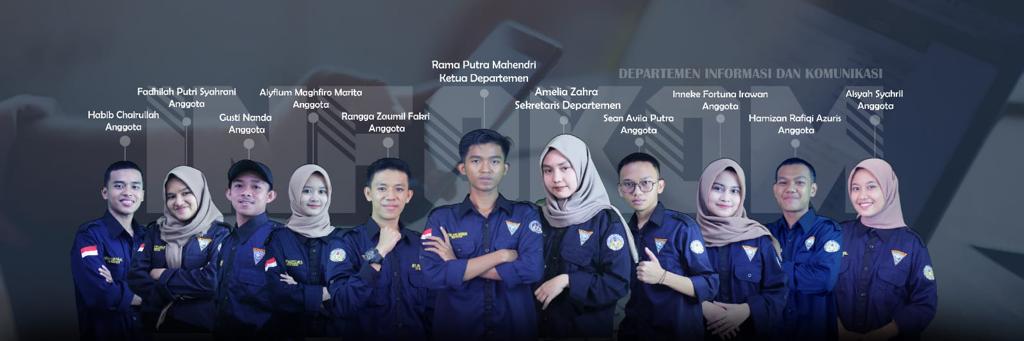 Rama Putra Mahendri
Ketua Departemen
DEPARTEMEN INFORMASI DAN KOMUNIKASI
INFOKOM
Fadhilah Putri Syahrani
Anggota
Alyfium Maghfiro Marita
Anggota
Amelia Zahra
Sekretaris Departemen
Inneke Fortuna Irawan
Anggota
Aisyah Syahril
Anggota
Habib Chairullah
Anggota
Gusti Nanda
Anggota
Rangga Zoumil Fakri
Anggota
Sean Avila Putra
Anggota
Hamizan Rafiqi Azuris
Anggota